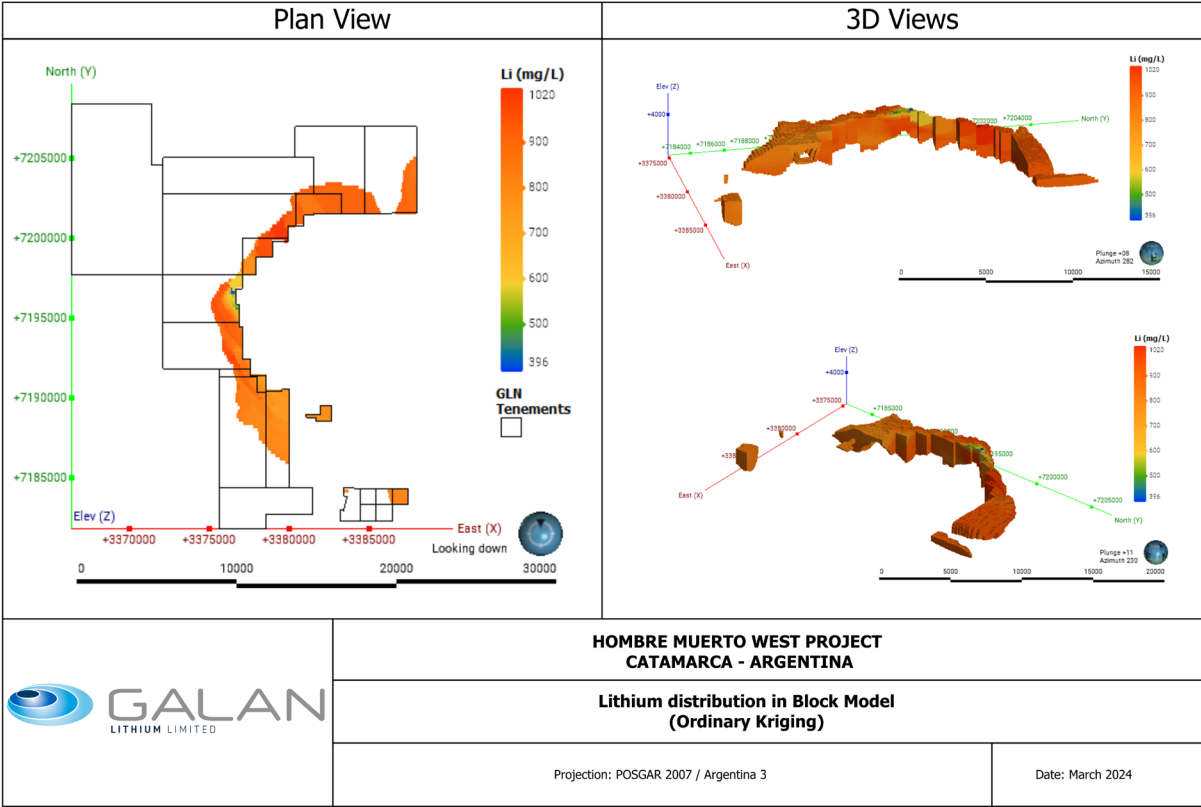 Plan View
3D Views
North (Y)
+7205000
+7200000
+7195000
+7190000
+7185000
Elev (Z)
+3370000
+3375000
+3380000
+3385000
East (X)
Looking down
0
10000
20000
30000
Li (mg/L)
1020
900
800
700
600
500
396
GLN
Tenements
Elev (Z)
+4000
+7184000
+7186000
+7188000
+7202000
+7204000
North (Y)
+3375000
+3380000
+3385000
East (X)
Li (mg/L)
1020
900
800
700
600
500
396
Plunge +08
Azimuth 282
0
5000
10000
15000
Elev (Z)
+4000
+3375000
+7185000
+3380000
+338
East (X)
195000
+7200000
+7205000
North (Y)
Li (mg/L)
1020
900
800
700
600
500
396
Plunge +11
Azimuth 230
0
5000
10000
15000
20000
GALAN
LITHIUM LIMITED
HOMBRE MUERTO WEST PROJECT
CATAMARCA - ARGENTINA
Lithium distribution in Block Model
(Ordinary Kriging)
Projection: POSGAR 2007 / Argentina 3
Date: March 2024